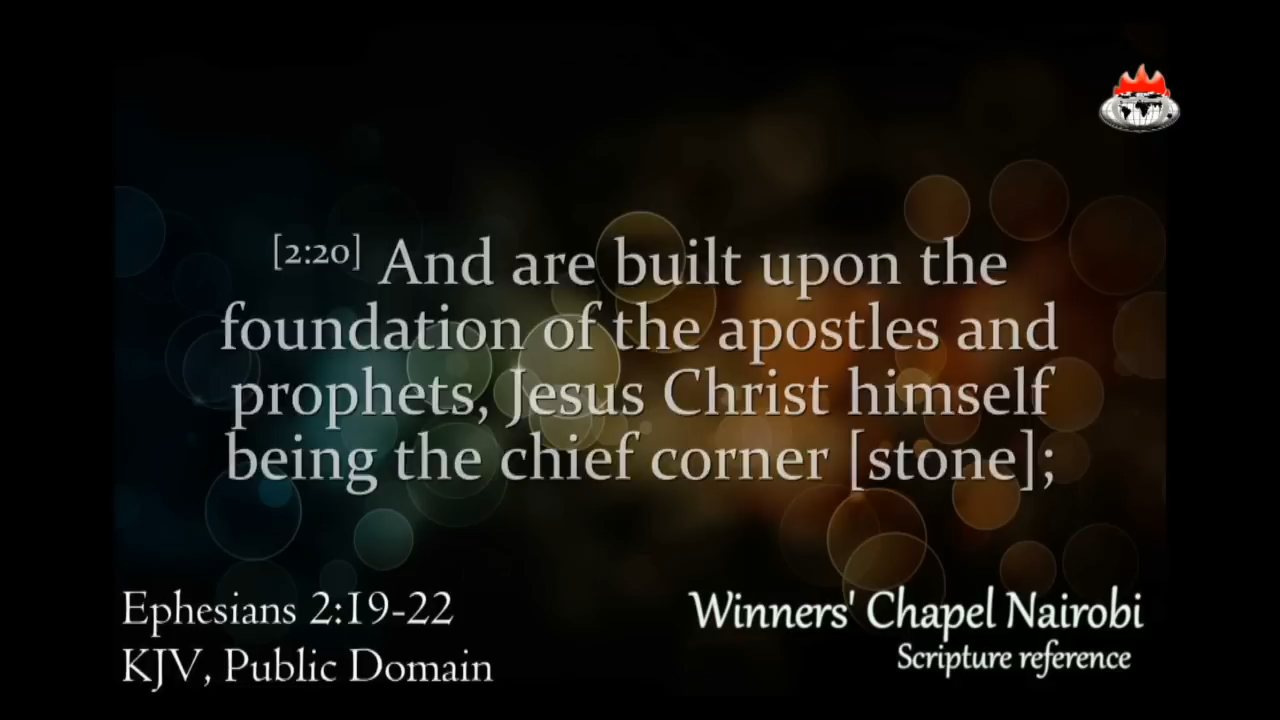 [2:20] And are built upon the
foundation of the apostles and
prophets, Jesus Christ himself
being the chief corner [stone];
Ephesians 2:19-22
KJV, Public Domain
Winners' Chapel Nairobi
Scripture reference